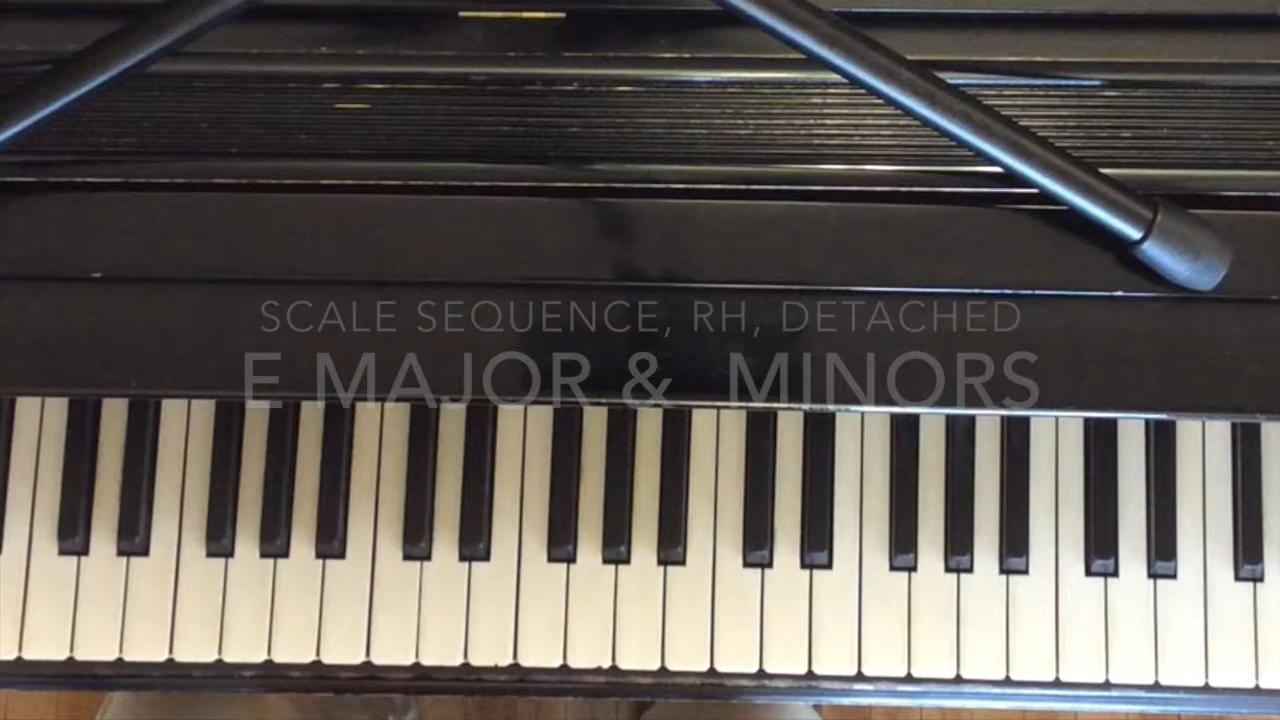 SCALE SEQUENCE, RH, DETACHED
E MAJOR & MINORS